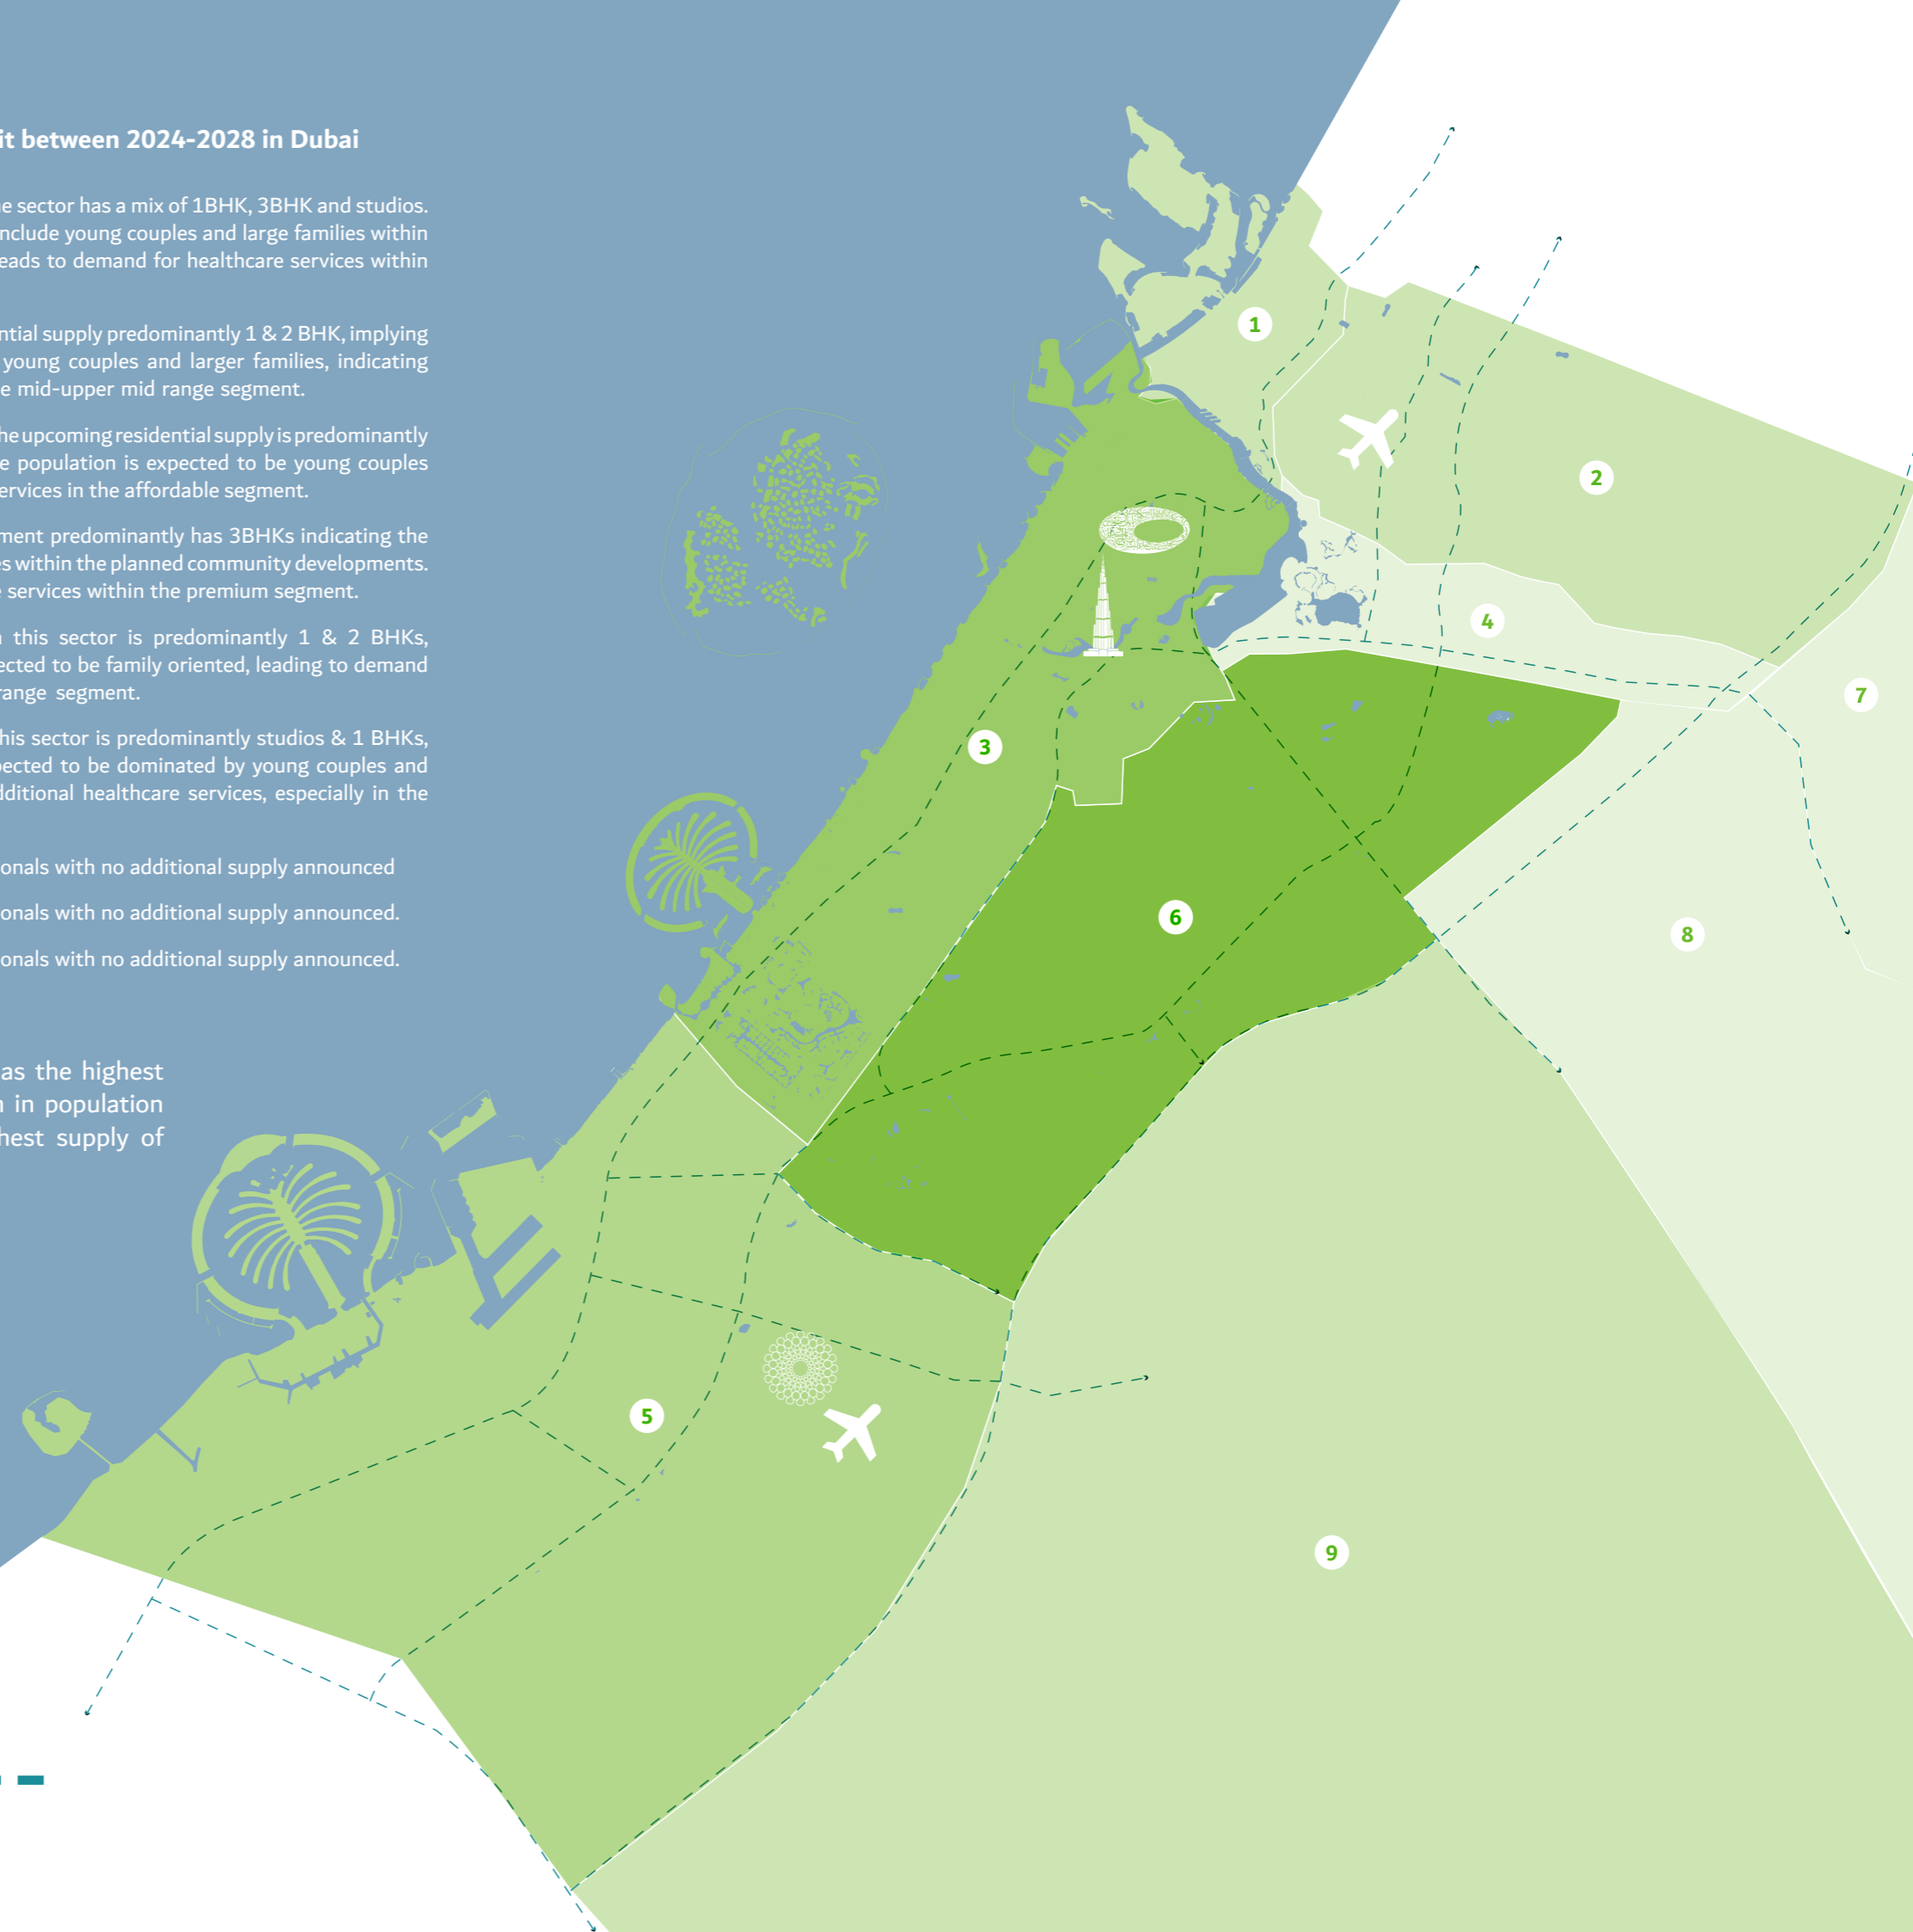 it between 2024-2028 in Dubai
e sector has a mix of 1BHK, 3BHK and studios.
nclude young couples and large families within
eads to demand for healthcare services within
ntial supply predominantly 1 & 2 BHK, implying
young couples and larger families, indicating
e mid-upper mid range segment.
he upcoming residential supply is predominantly
e population is expected to be young couples
ervices in the affordable segment.
ment predominantly has 3BHKs indicating the
es within the planned community developments.
e services within the premium segment.
n this sector is predominantly 1 & 2 BHKs,
ected to be family oriented, leading to demand
range segment.
his sector is predominantly studios & 1 BHKs,
pected to be dominated by young couples and
dditional healthcare services, especially in the
onals with no additional supply announced
onals with no additional supply announced.
onals with no additional supply announced.
as the highest
n in population
hest supply of
1
2
3
4
5
6
7
8
9